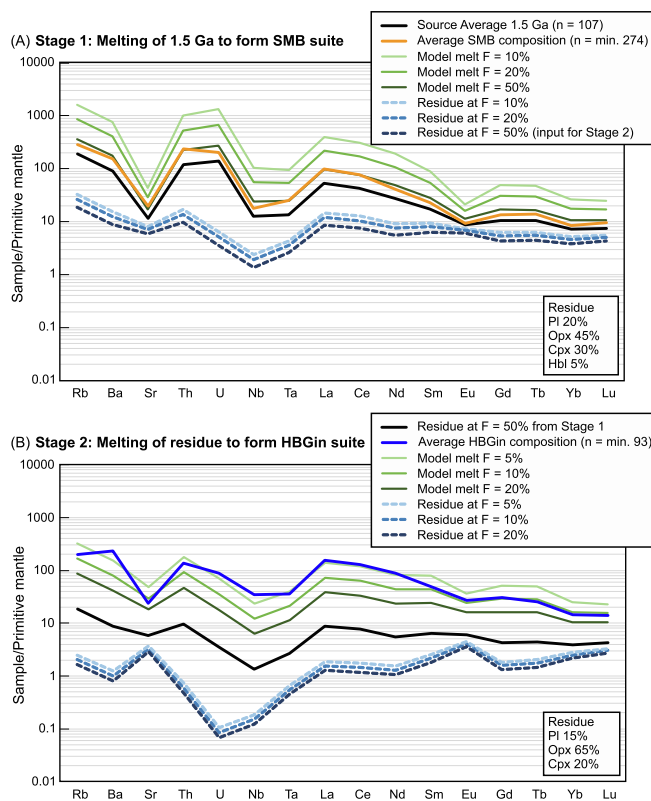 (A) Stage 1: Melting of 1.5 Ga to form SMB suite
Source Average 1.5 Ga (n = 107)
Average SMB composition (n = min. 274)
Model melt F = 10%
Model melt F = 20%
Model melt F = 50%
Residue at F = 10%
Residue at F = 20%
Residue at F = 50% (input for Stage 2)
Sample/Primitive mantle
10000
1000
100
10
1
0.1
0.01
Residue
Pl 20%
Opx 45%
Cpx 30%
Hbl 5%
Rb Ba Sr Th U Nb Ta La Ce Nd Sm Eu Gd Tb Yb Lu
(B) Stage 2: Melting of residue to form HBGin suite
Residue at F = 50% from Stage 1
Average HBGin composition (n = min. 93)
Model melt F = 5%
Model melt F = 10%
Model melt F = 20%
Residue at F = 5%
Residue at F = 10%
Residue at F = 20%
Sample/Primitive mantle
10000
1000
100
10
1
0.1
0.01
Residue
Pl 15%
Opx 65%
Cpx 20%
Rb Ba Sr Th U Nb Ta La Ce Nd Sm Eu Gd Tb Yb Lu